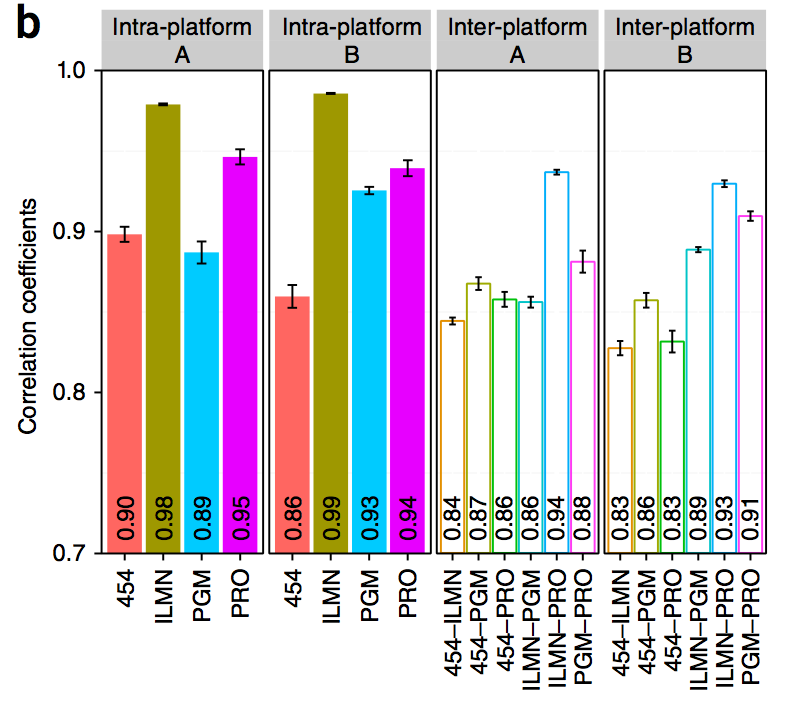 b
Intra-platform
A
Intra-platform
B
Inter-platform
A
Inter-platform
B
Correlation coefficients
1.0
0.9
0.8
0.7
0.90
0.98
0.89
0.95
0.86
0.99
0.93
0.94
0.84
0.87
0.86
0.86
0.94
0.88
0.83
0.86
0.83
0.89
0.93
0.91
454
ILMN
PGM
PRO
454
ILMN
PGM
PRO
454–ILMN
454–PGM
454–PRO
ILMN–PGM
ILMN–PRO
PGM–PRO
454–ILMN
454–PGM
454–PRO
ILMN–PGM
ILMN–PRO
PGM–PRO